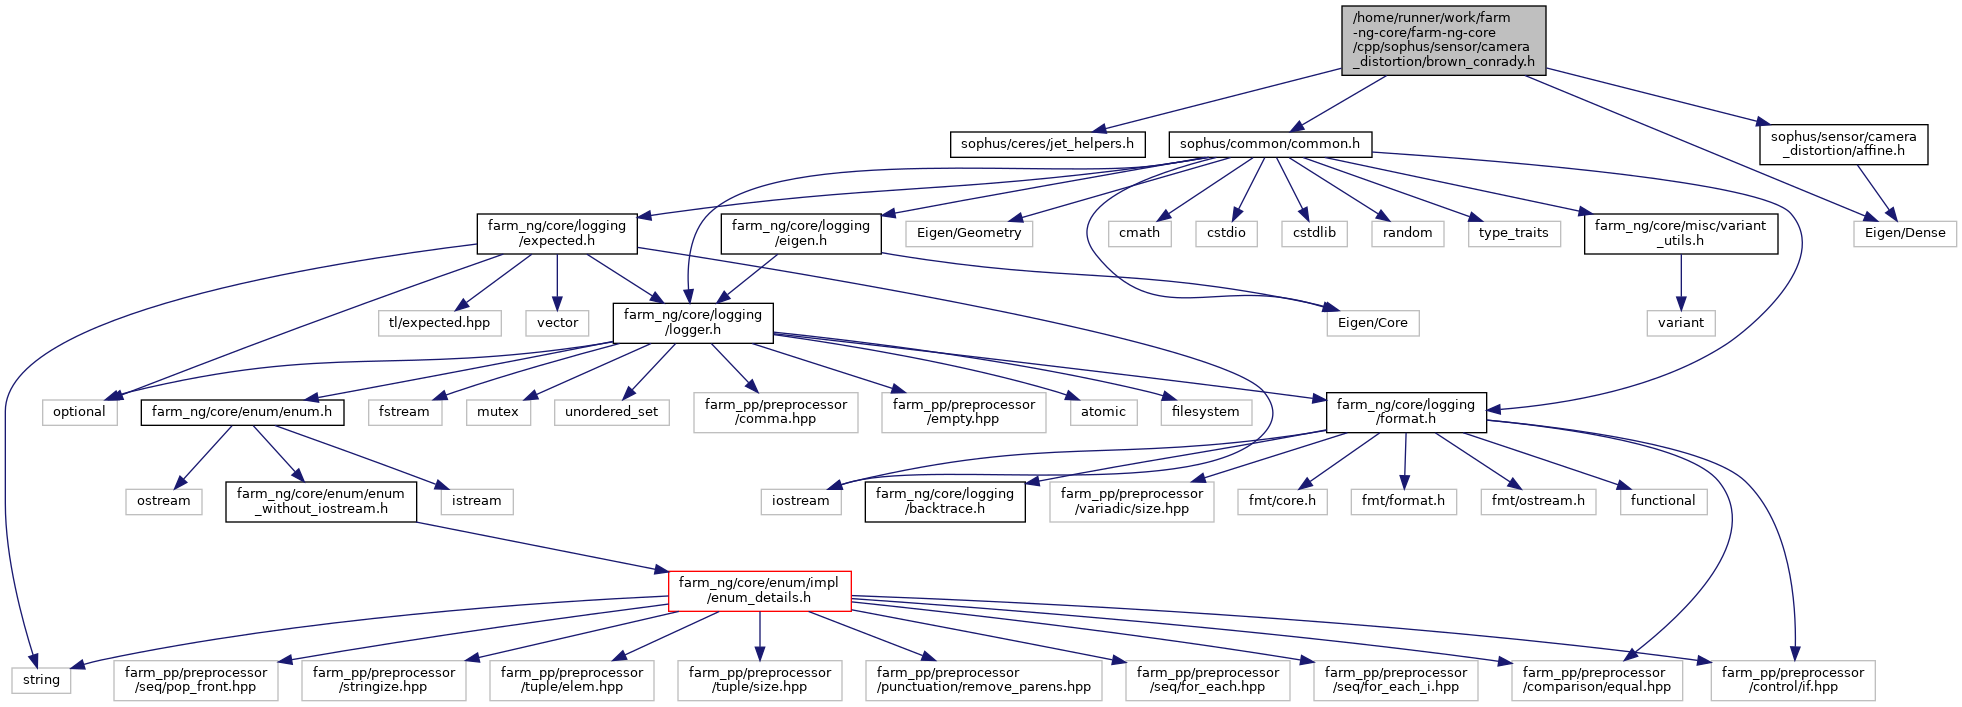 /home/runner/work/farm
-ng-core/farm-ng-core
/cpp/sophus/sensor/camera
_distortion/brown_conrady.h
sophus/ceres/jet_helpers.h
sophus/common/common.h
sophus/sensor/camera
_distortion/affine.h
farm_ng/core/logging
/expected.h
farm_ng/core/logging
/eigen.h
Eigen/Geometry
cmath
cstdio
cstdlib
random
type_traits
farm_ng/core/misc/variant
_utils.h
Eigen/Dense
tl/expected.hpp
vector
farm_ng/core/logging
/logger.h
Eigen/Core
variant
optional
farm_ng/core/enum/enum.h
fstream
mutex
unordered_set
farm_pp/preprocessor
/comma.hpp
farm_pp/preprocessor
/empty.hpp
atomic
filesystem
farm_ng/core/logging
/format.h
ostream
farm_ng/core/enum/enum
_without_iostream.h
istream
iostream
farm_ng/core/logging
/backtrace.h
farm_pp/preprocessor
/variadic/size.hpp
fmt/core.h
fmt/format.h
fmt/ostream.h
functional
farm_ng/core/enum/impl
/enum_details.h
string
farm_pp/preprocessor
/seq/pop_front.hpp
farm_pp/preprocessor
/stringize.hpp
farm_pp/preprocessor
/tuple/elem.hpp
farm_pp/preprocessor
/tuple/size.hpp
farm_pp/preprocessor
/punctuation/remove_parens.hpp
farm_pp/preprocessor
/seq/for_each.hpp
farm_pp/preprocessor
/seq/for_each_i.hpp
farm_pp/preprocessor
/comparison/equal.hpp
farm_pp/preprocessor
/control/if.hpp